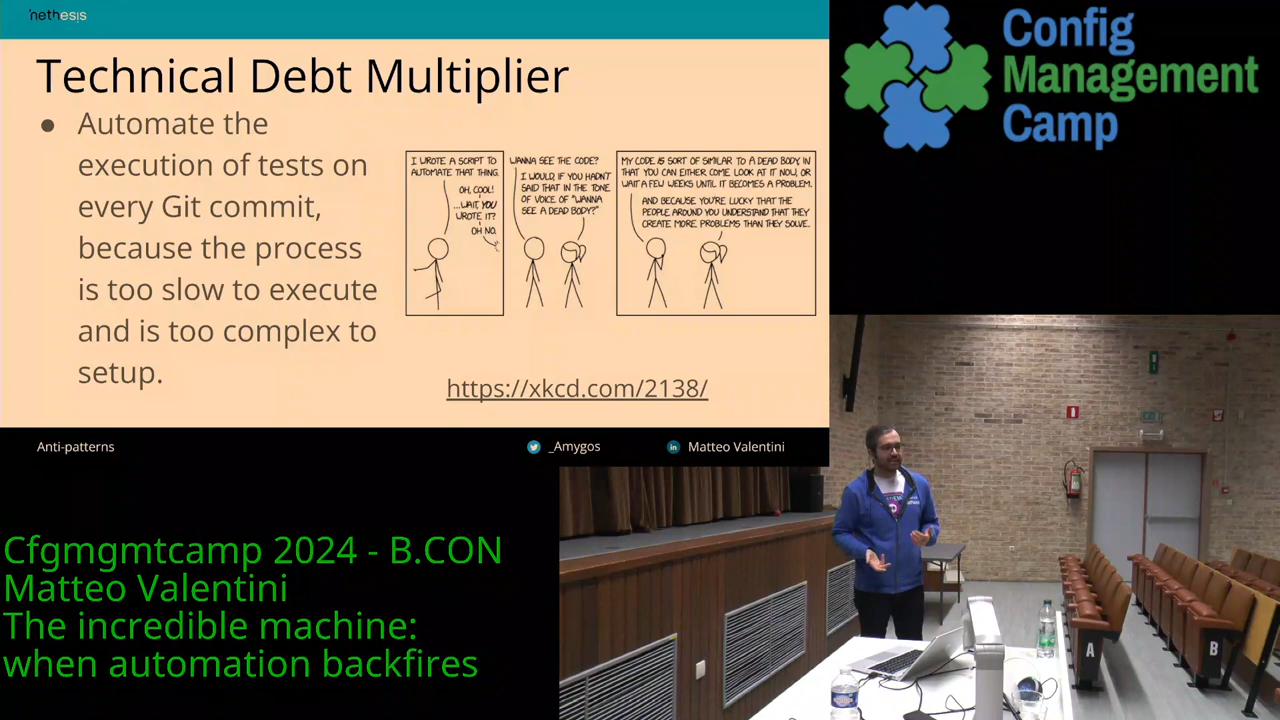 'nethesis
Technical Debt Multiplier
● Automate the
execution of tests on
every Git commit,
because the process
is too slow to execute
and is too complex to
setup.
I WROTE A SCRIPT TO
AUTOMATE THAT THING.
OH, COOL!
...WAIT, YOU
WROTE IT?
OH NO.
WANNA SEE THE CODE?
I WOULD, IF YOU HADN'T
SAID THAT IN THE TONE
OF VOICE OF "WANNA
SEE A DEAD BODY?"
MY CODE IS SORT OF SIMILAR TO A DEAD BODY, IN
THAT YOU CAN EITHER COME LOOK AT IT NOW, OR
WAIT A FEW WEEKS UNTIL IT BECOMES A PROBLEM.
AND BECAUSE YOU'RE LUCKY THAT THE
PEOPLE AROUND YOU UNDERSTAND THAT THEY
CREATE MORE PROBLEMS THAN THEY SOLVE.
https://xkcd.com/2138/
Anti-patterns
_Amygos
in
Matteo Valentini
Config
Management
Camp
Cfgmgmtcamp 2024 - B.CON
Matteo Valentini
The incredible machine:
when automation backfires
A
B